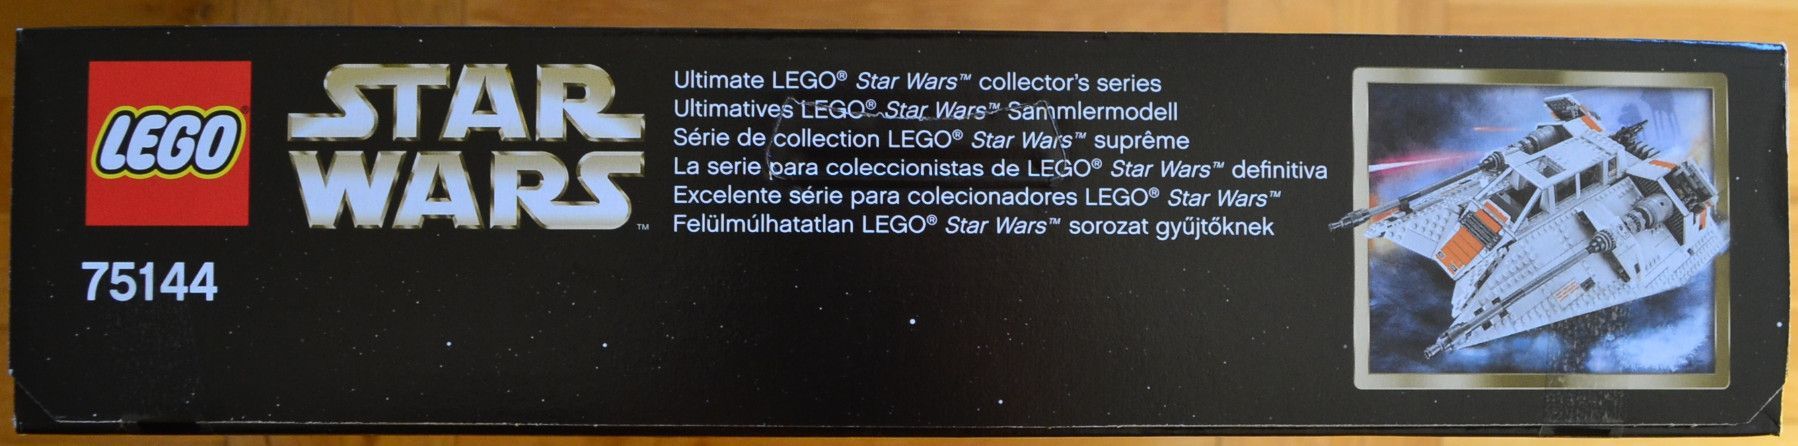 LEGO®
STAR
WARS™
75144
Ultimate LEGO® Star Wars™ collector's series
Ultimatives LEGO® Star Wars™ Sammlermodell
Série de collection LEGO® Star Wars™ suprême
La serie para coleccionistas de LEGO® Star Wars™ definitiva
Excelente série para colecionadores LEGO® Star Wars™
Felülmúlhatatlan LEGO® Star Wars™ sorozat gyűjtőknek